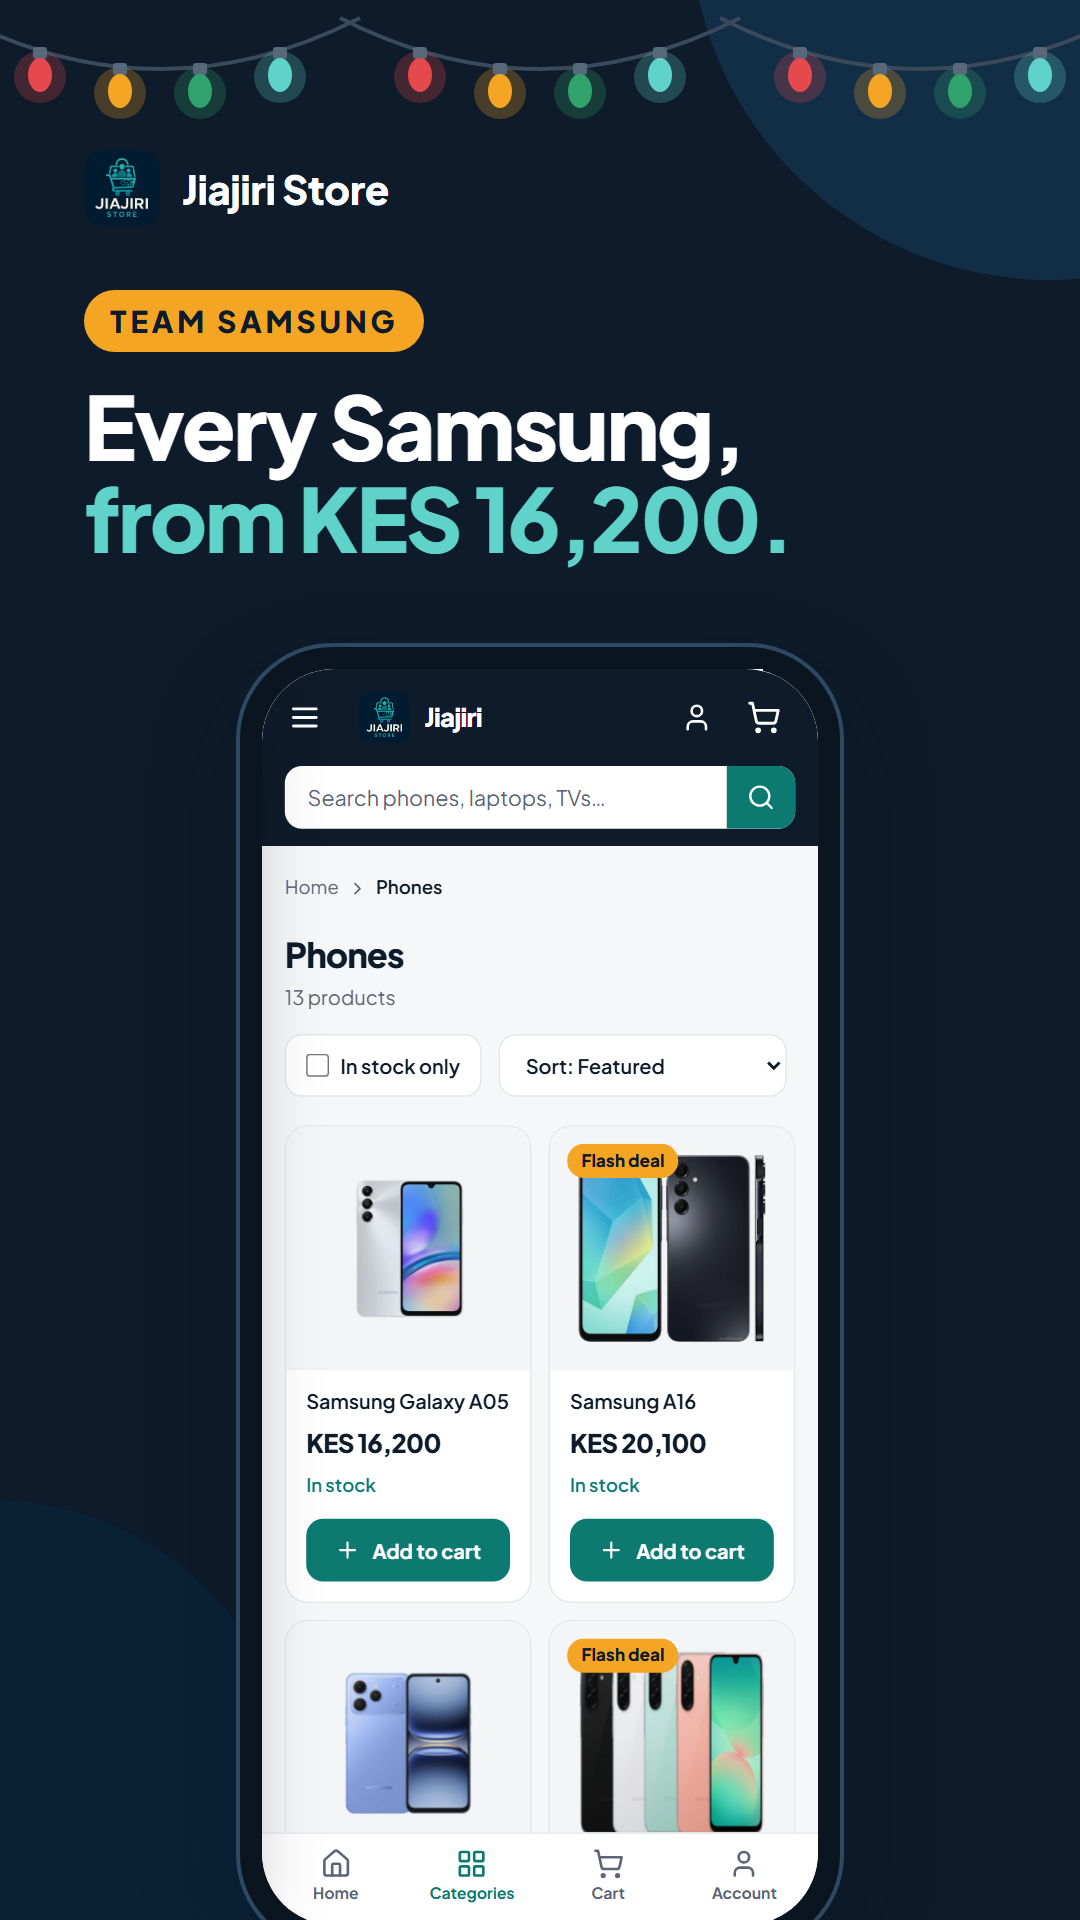 JIAJIRI
STORE
Jiajiri Store
TEAM SAMSUNG
Every Samsung,
from KES 16,200.
JIAJIRI
STORE
Jiajiri
Search phones, laptops, TVs...
Home > Phones
Phones
13 products
In stock only
Sort: Featured
Flash deal
Samsung Galaxy A05
KES 16,200
In stock
+ Add to cart
Samsung A16
KES 20,100
In stock
+ Add to cart
Flash deal
Home
Categories
Cart
Account